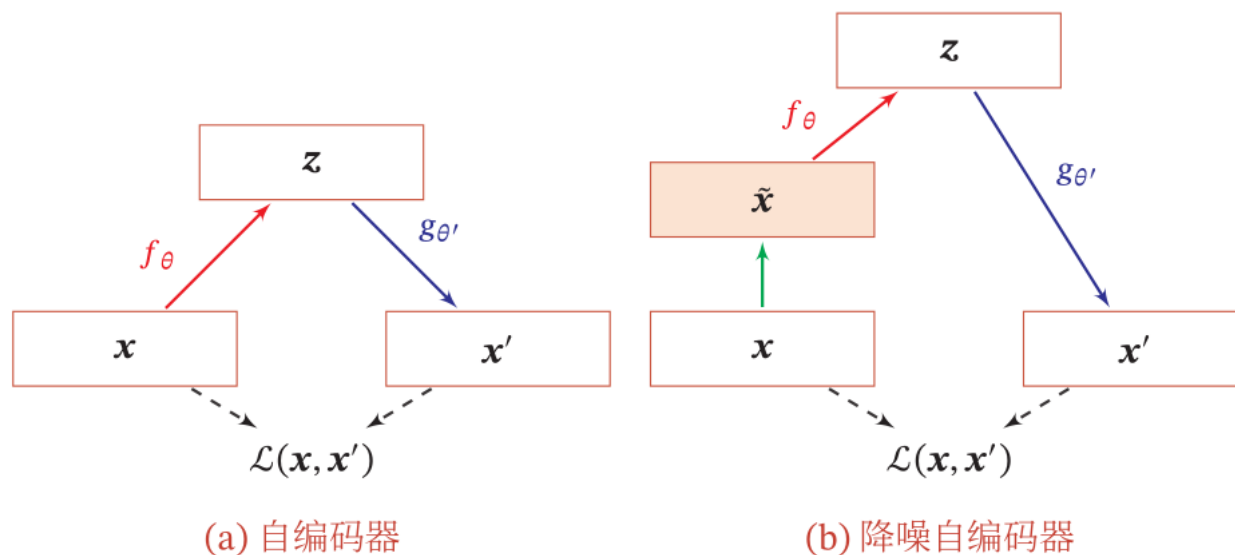 z
f_θ
g_θ′
x
x′
ℒ(x, x′)
(a) 自编码器
z
f_θ
x̃
g_θ′
x
x′
ℒ(x, x′)
(b) 降噪自编码器